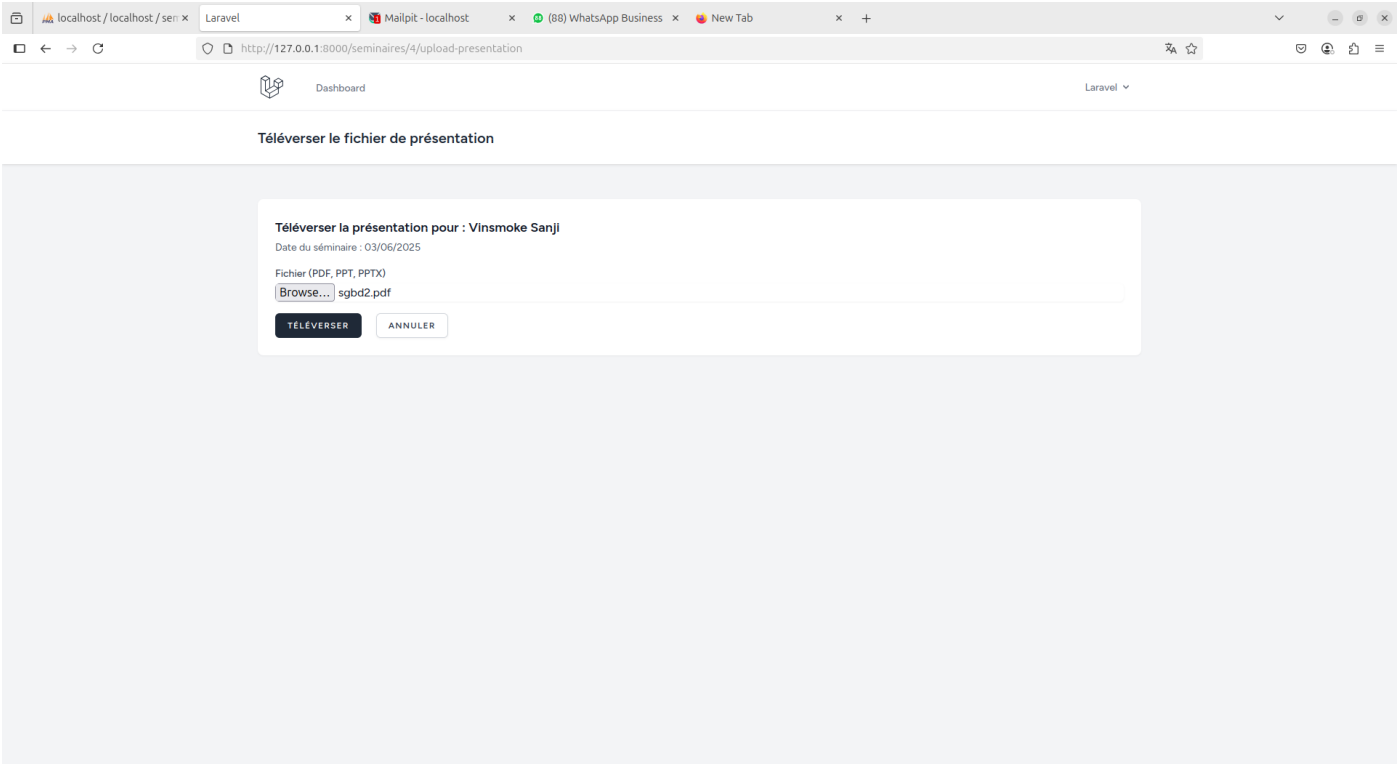 localhost / localhost / sem
Laravel
Mailpit - localhost
88 (88) WhatsApp Business
New Tab
http://127.0.0.1:8000/seminaires/4/upload-presentation
Dashboard
Laravel
Téléverser le fichier de présentation
Téléverser la présentation pour : Vinsmoke Sanji
Date du séminaire : 03/06/2025
Fichier (PDF, PPT, PPTX)
Browse... sgbd2.pdf
TÉLÉVERSER ANNULER